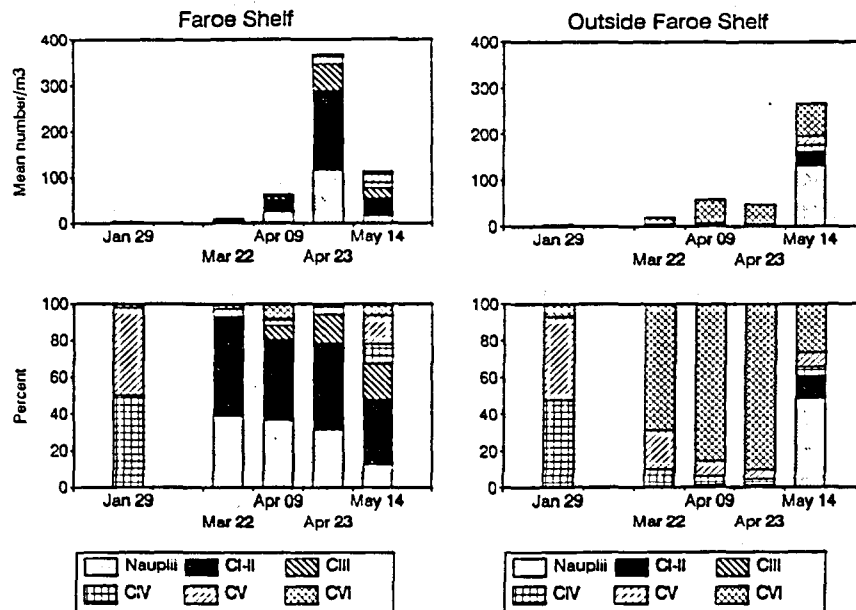 Faroe Shelf
Outside Faroe Shelf
Mean number/m3
400
300
200
100
0
Jan 29
Mar 22
Apr 09
Apr 23
May 14
400
300
200
100
0
Jan 29
Mar 22
Apr 09
Apr 23
May 14
Percent
100
80
60
40
20
0
Jan 29
Mar 22
Apr 09
Apr 23
May 14
100
80
60
40
20
0
Jan 29
Mar 22
Apr 09
Apr 23
May 14
Nauplii CI-II CIII
CIV CV CVI
Nauplii CI-II CIII
CIV CV CVI